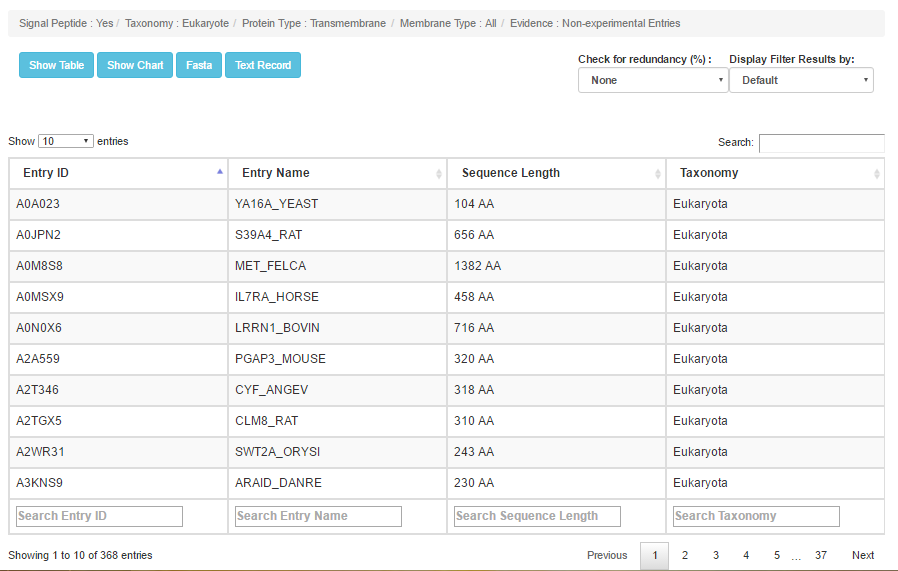 Signal Peptide : Yes / Taxonomy : Eukaryote / Protein Type : Transmembrane / Membrane Type : All / Evidence : Non-experimental Entries
Check for redundancy (%) : Display Filter Results by:
Show Table Show Chart Fasta Text Record
None Default
Show 10 entries Search:
Entry ID Entry Name Sequence Length Taxonomy
A0A023 YA16A_YEAST 104 AA Eukaryota
A0JPN2 S39A4_RAT 656 AA Eukaryota
A0M8S8 MET_FELCA 1382 AA Eukaryota
A0MSX9 IL7RA_HORSE 458 AA Eukaryota
A0N0X6 LRRN1_BOVIN 716 AA Eukaryota
A2A559 PGAP3_MOUSE 320 AA Eukaryota
A2T346 CYF_ANGEV 318 AA Eukaryota
A2TGX5 CLM8_RAT 310 AA Eukaryota
A2WR31 SWT2A_ORYSI 243 AA Eukaryota
A3KNS9 ARAID_DANRE 230 AA Eukaryota
Search Entry ID Search Entry Name Search Sequence Length Search Taxonomy
Showing 1 to 10 of 368 entries Previous 1 2 3 4 5 ... 37 Next